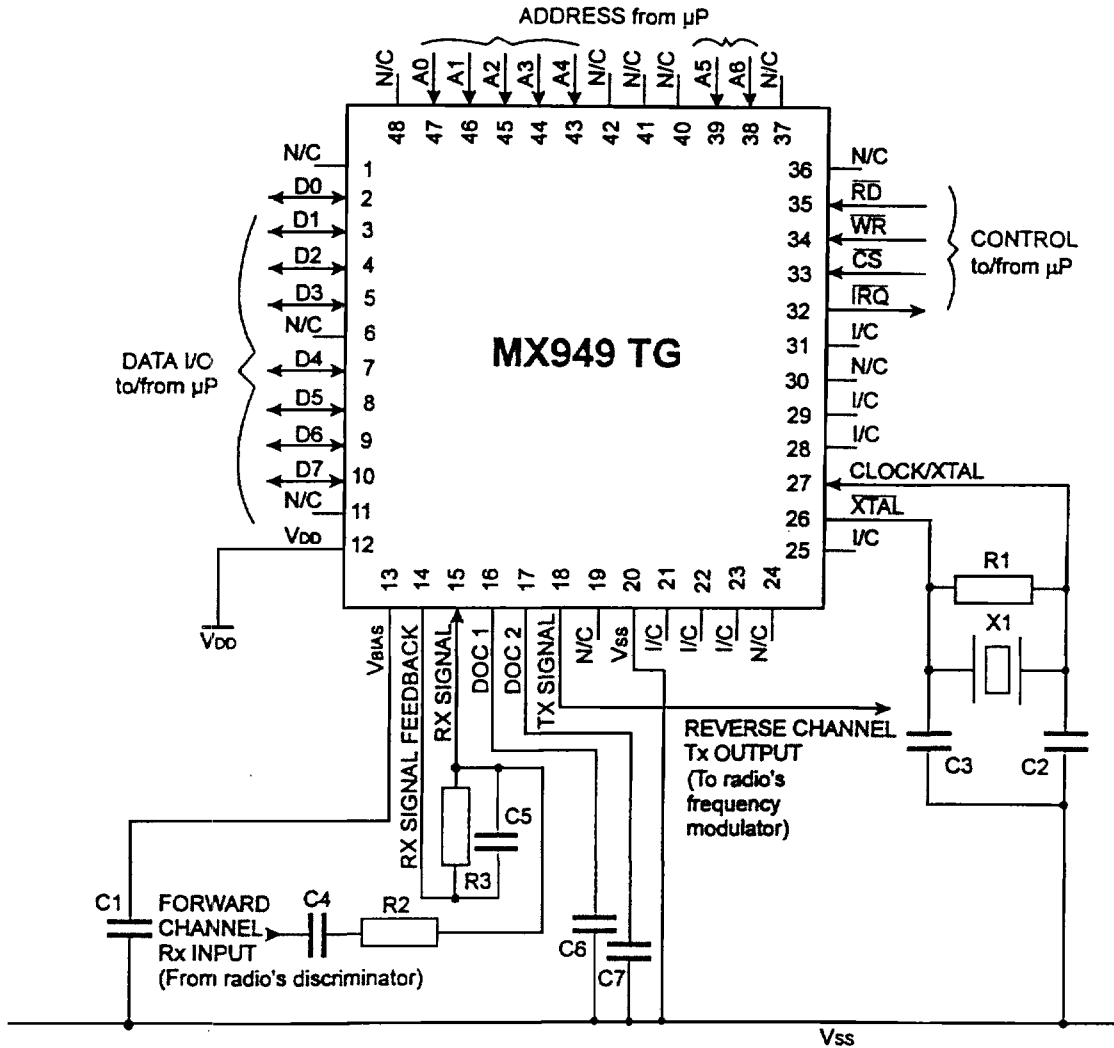 ADDRESS from µP
N/C A0 A1 A2 A3 A4 N/C N/C N/C A5 A6 N/C
48 47 46 45 44 43 42 41 40 39 38 37
N/C 1
D0 2
D1 3
D2 4
D3 5
N/C 6
D4 7
D5 8
D6 9
D7 10
N/C 11
VDD 12
DATA I/O
to/from µP
VDD
MX949 TG
36 N/C
35 RD
34 WR
33 CS
32 IRQ
31 I/C
30 N/C
29 I/C
28 I/C
27 CLOCK/XTAL
26 XTAL
25 I/C
CONTROL
to/from µP
13 14 15 16 17 18 19 20 21 22 23 24
VBIAS
RX SIGNAL FEEDBACK
RX SIGNAL
DOC 1
DOC 2
TX SIGNAL
N/C
Vss
I/C
I/C
I/C
N/C
R1
X1
C3
C2
REVERSE CHANNEL
Tx OUTPUT
(To radio's
frequency
modulator)
C5
R3
C1
FORWARD
CHANNEL
Rx INPUT
(From radio's discriminator)
C4
R2
C6
C7
Vss